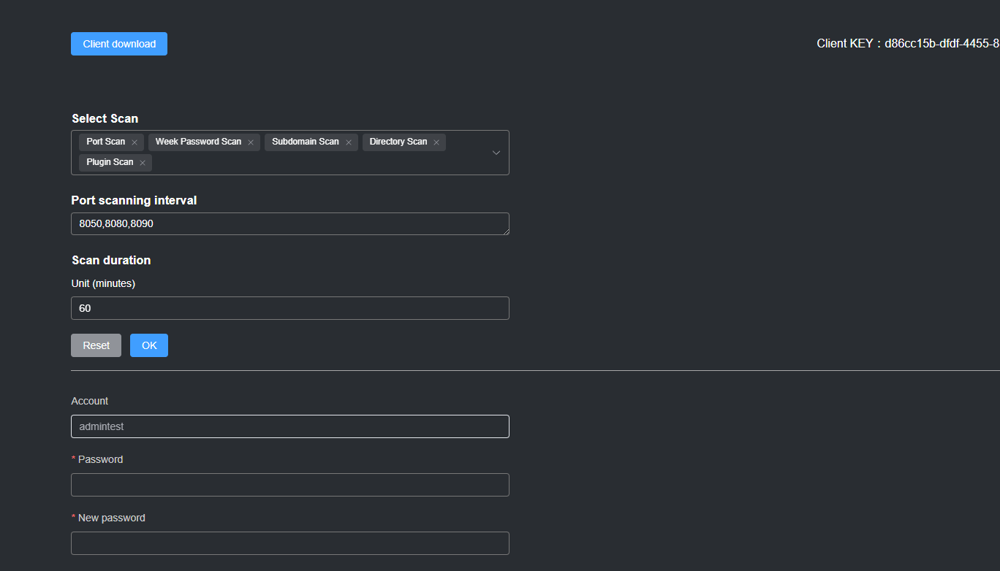 Client download
Client KEY：d86cc15b-dfdf-4455-8
Select Scan
Port Scan Week Password Scan Subdomain Scan Directory Scan
Plugin Scan
Port scanning interval
8050,8080,8090
Scan duration
Unit (minutes)
60
Reset OK
Account
admintest
* Password
* New password